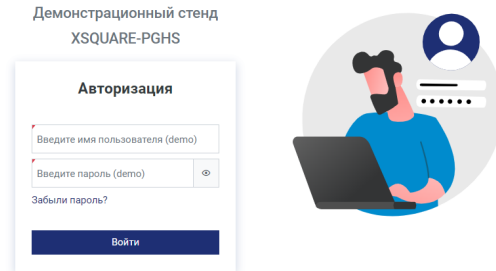 Демонстрационный стенд
XSQUARE-PGHS
Авторизация
Введите имя пользователя (demo)
Введите пароль (demo)
Забыли пароль?
Войти